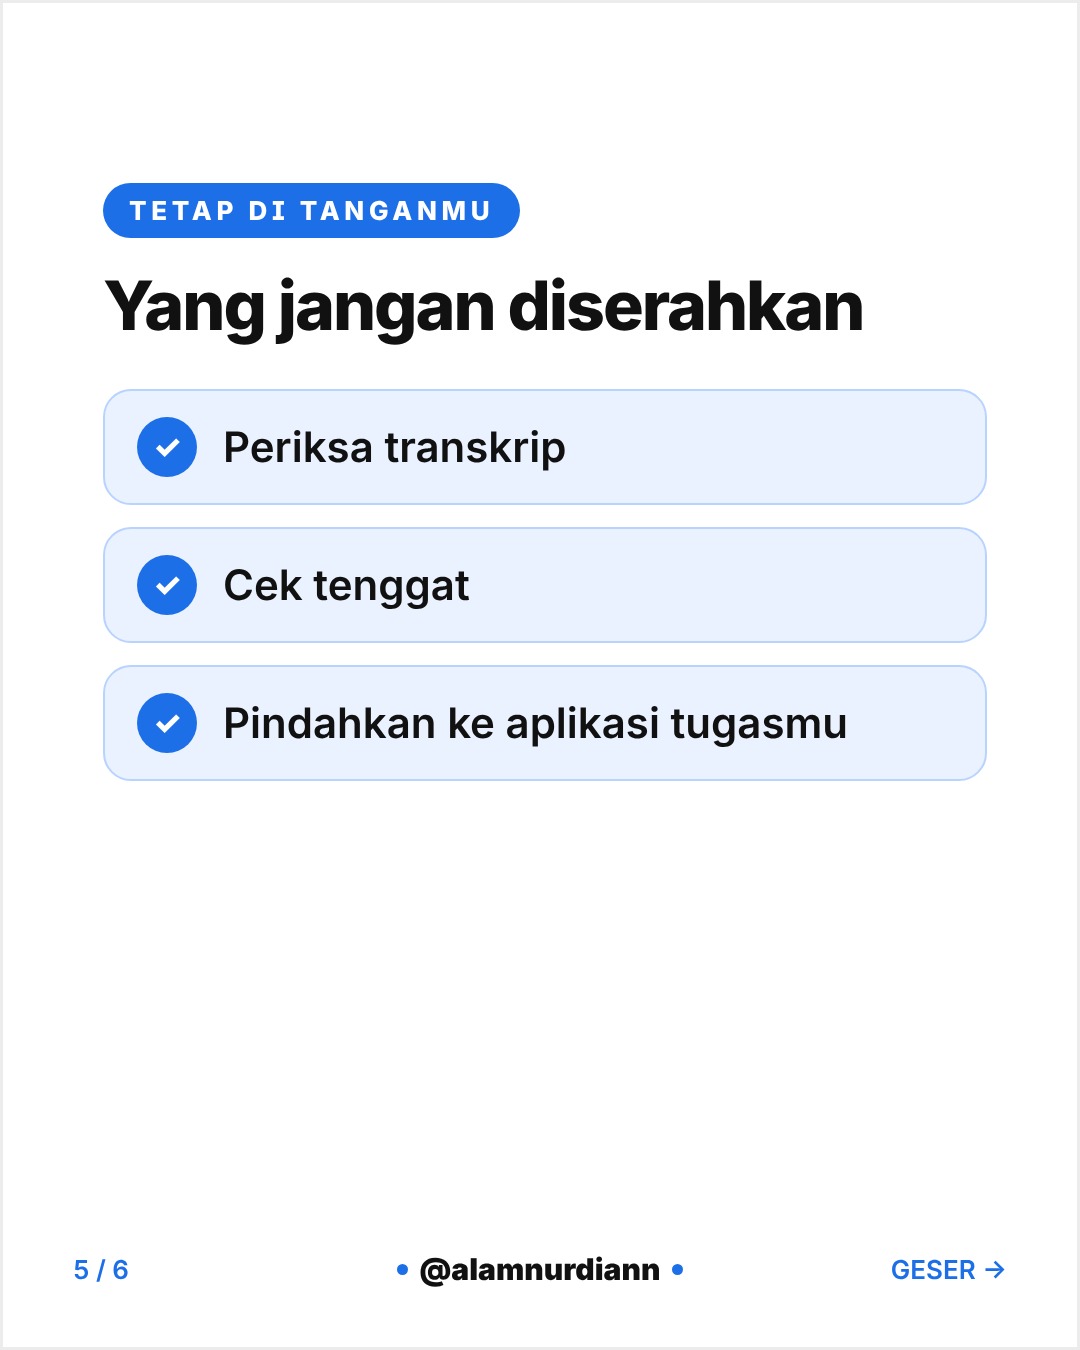 TETAP DI TANGANMU
Yang jangan diserahkan
Periksa transkrip
Cek tenggat
Pindahkan ke aplikasi tugasmu
5 / 6
• @alamnurdiann •
GESER →